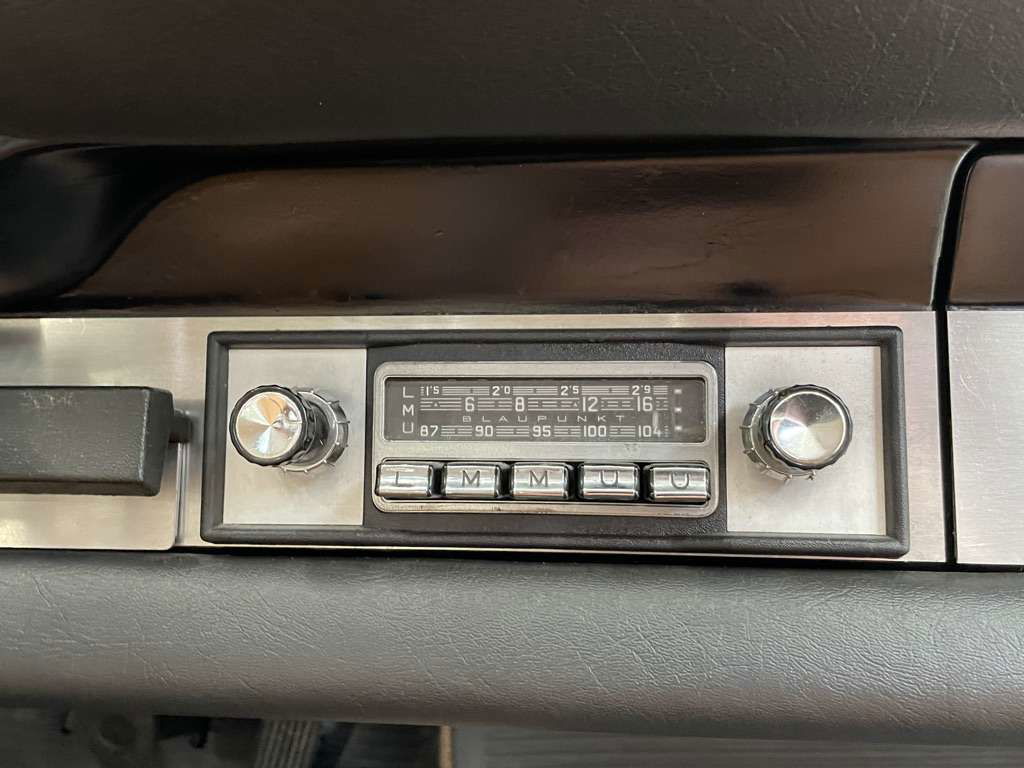 L 1'5 2'0 2'5 2'9
M 6 8 12 16
BLAUPUNKT
U 87 90 95 100 104
L M M U U